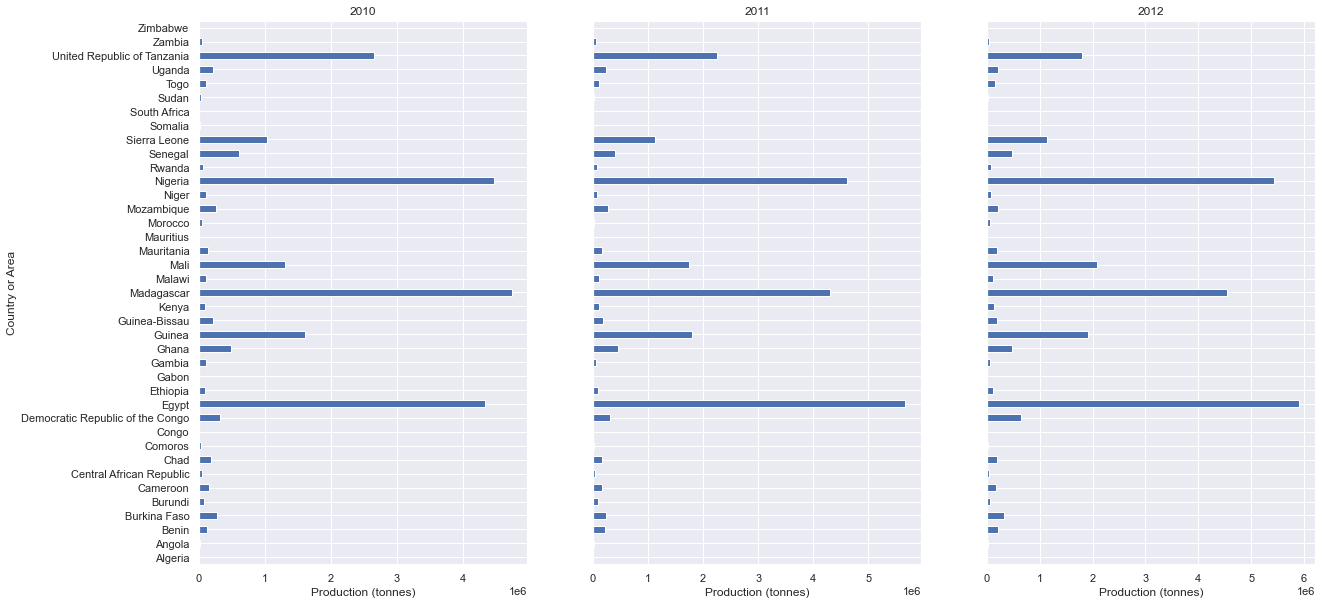 2010
2011
2012
Zimbabwe
Zambia
United Republic of Tanzania
Uganda
Togo
Sudan
South Africa
Somalia
Sierra Leone
Senegal
Rwanda
Nigeria
Niger
Mozambique
Morocco
Mauritius
Mauritania
Mali
Malawi
Madagascar
Kenya
Guinea-Bissau
Guinea
Ghana
Gambia
Gabon
Ethiopia
Egypt
Democratic Republic of the Congo
Congo
Comoros
Chad
Central African Republic
Cameroon
Burundi
Burkina Faso
Benin
Angola
Algeria
Country or Area
0 1 2 3 4
1e6
Production (tonnes)
0 1 2 3 4 5
1e6
Production (tonnes)
0 1 2 3 4 5 6
1e6
Production (tonnes)